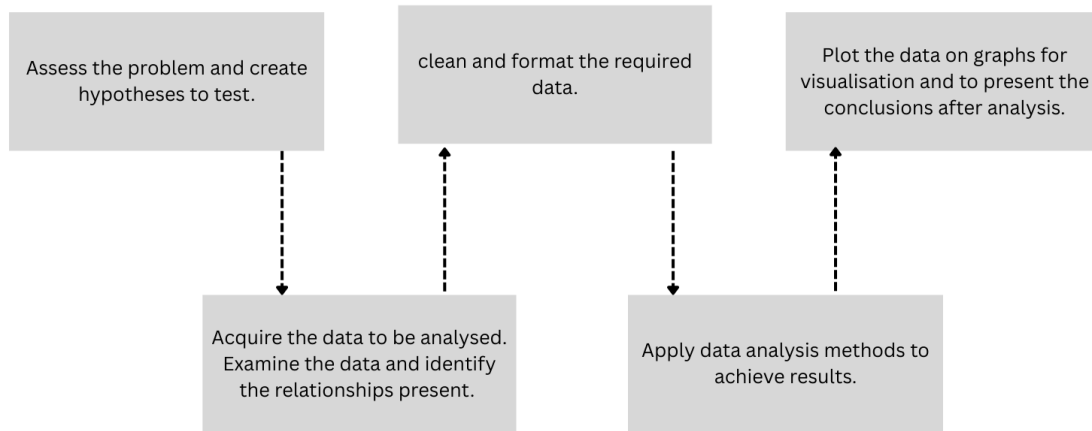 Assess the problem and create
hypotheses to test.
Acquire the data to be analysed.
Examine the data and identify
the relationships present.
clean and format the required
data.
Apply data analysis methods to
achieve results.
Plot the data on graphs for
visualisation and to present the
conclusions after analysis.